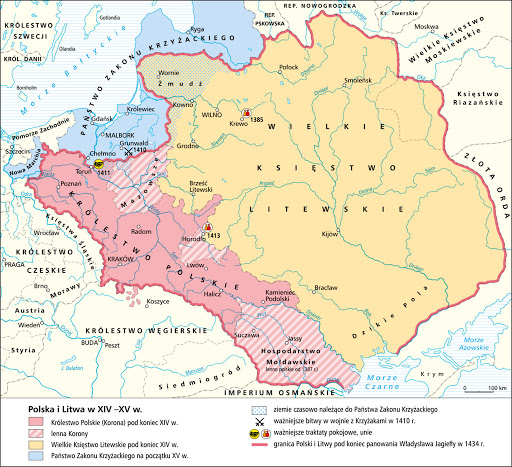 REP. NOWOGRODZKA
Gotlandia
REP. PSKOWSKA
Ks. Twerskie
KRÓLESTWO SZWECJI
KRÓL. DANII
Olandia
Ryga
Moskwa
Wielkie Księstwo Moskiewskie
PAŃSTWO ZAKONU KRZYŻACKIEGO
Morze Bałtyckie
Bornholm
Wornie
Żmudź
Połock
Smoleńsk
Księstwo Riazańskie
Królewiec
Kowno
WILNO
Krewo
1385
Gdańsk
Pomorze Zachodnie
MALBORK
Grunwald
1410
Grodno
WIELKIE
Szczecin
Nowa Marchia
Chełmno
Toruń
1411
ZŁOTA ORDA
Poznań
Mazowsze
Brześć Litewski
KSIĘSTWO
LITEWSKIE
Wrocław
Księstwa Śląskie
KRÓLESTWO POLSKIE
Radom
Horodło
1413
Kijów
PRAGA
KRÓLESTWO CZESKIE
KRAKÓW
Lwów
Brno
Morawy
Halicz
Kamieniec Podolski
Bracław
Dzikie Pola
Koszyce
Austria
Wiedeń
KRÓLESTWO WĘGIERSKIE
Suczawa
Jassy
Hospodarstwo Mołdawskie
(lenno polskie od 1387 r.)
Styria
BUDA
Peszt
L. Balaton
Siedmiogród
Morze Azowskie
Krym
Morze Czarne
IMPERIUM OSMAŃSKIE
0 100 km
Polska i Litwa w XIV –XV w.
Królestwo Polskie (Korona) pod koniec XIV w.
lenna Korony
Wielkie Księstwo Litewskie pod koniec XIV w.
Państwo Zakonu Krzyżackiego na początku XV w.
ziemie czasowo należące do Państwa Zakonu Krzyżackiego
ważniejsze bitwy w wojnie z Krzyżakami w 1410 r.
ważniejsze traktaty pokojowe, unie
granica Polski i Litwy pod koniec panowania Władysława Jagiełły w 1434 r.